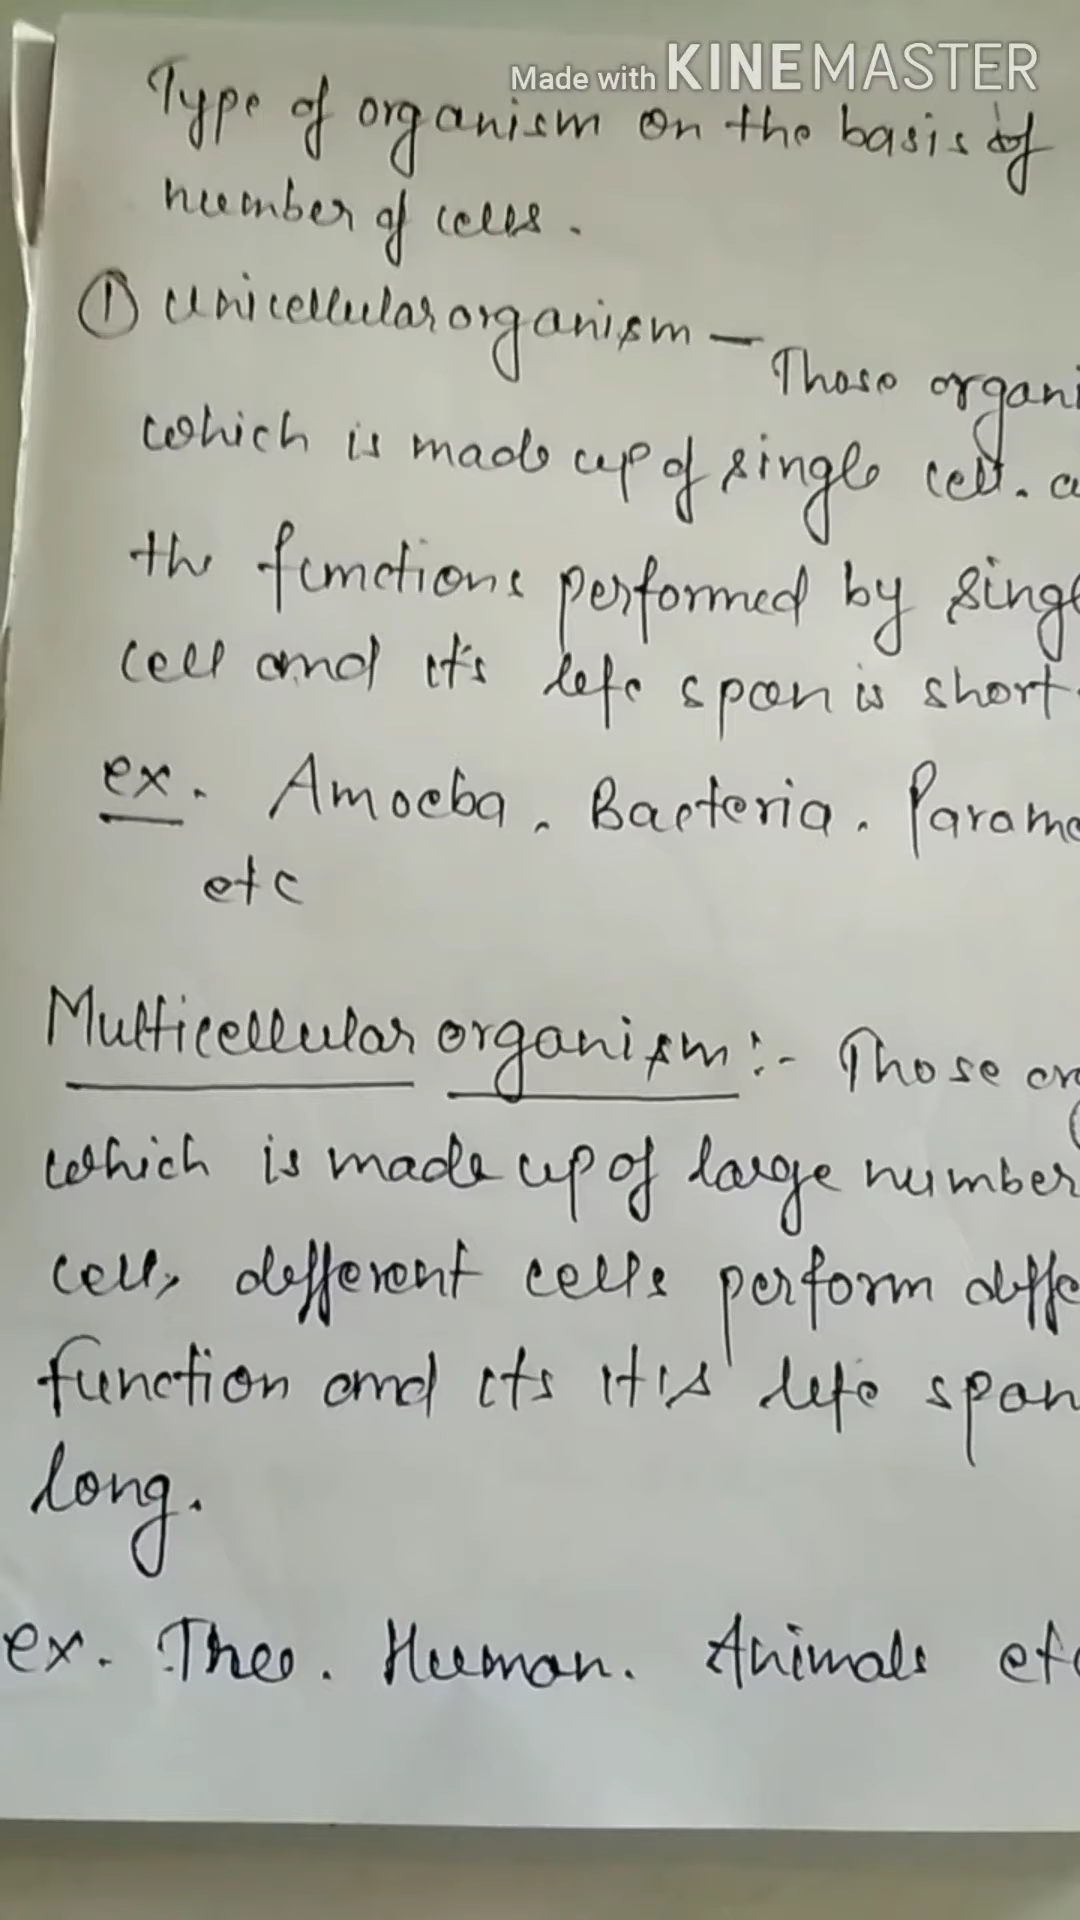 Made with KINEMASTER
Type of organism on the basis of
number of cells.
① Unicellular organism — Those organi
which is made up of single cell. a
the functions performed by singl
cell and it's life span is short.
ex. Amoeba. Bacteria. Parame
etc
Multicellular organism :- Those or
which is made up of large number
cell, different cells perform diffe
function and its it is life span
long.
ex. Tree. Human. Animals etc